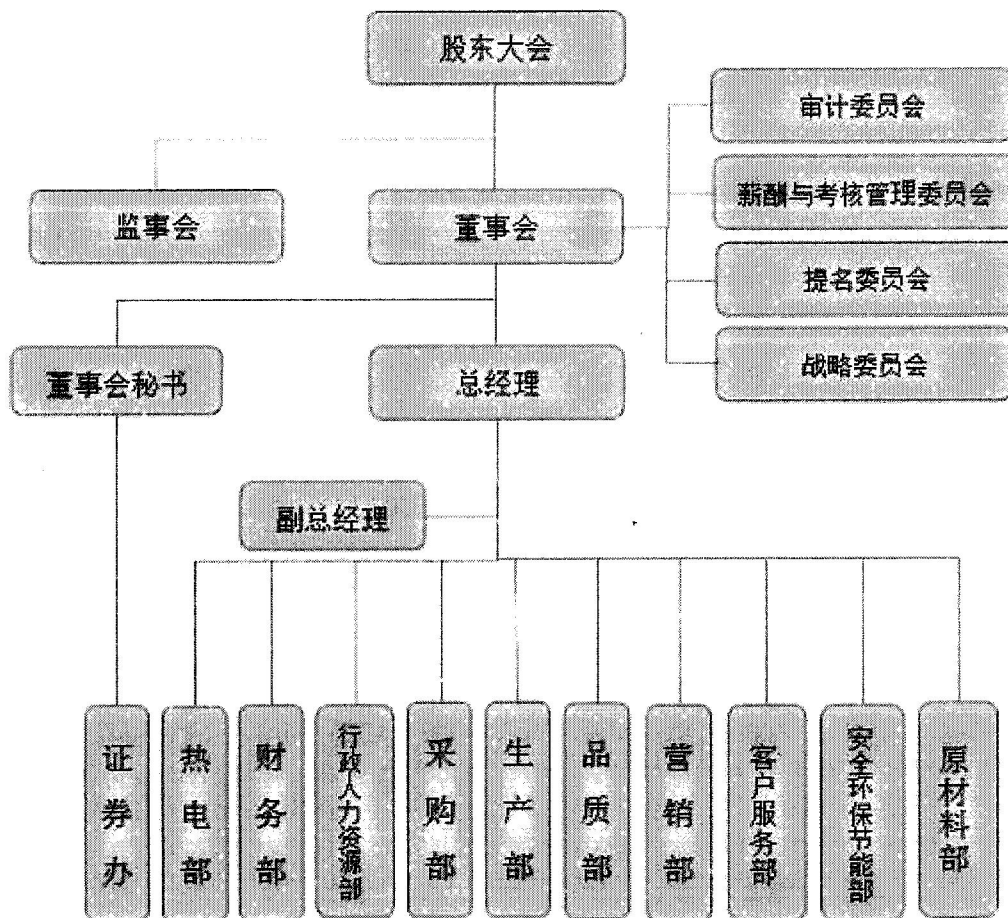 股东大会
审计委员会
薪酬与考核管理委员会
监事会
董事会
提名委员会
战略委员会
董事会秘书
总经理
副总经理
证券办
热电部
财务部
行政人力资源部
采购部
生产部
品质部
营销部
客户服务部
安全环保节能部
原材料部